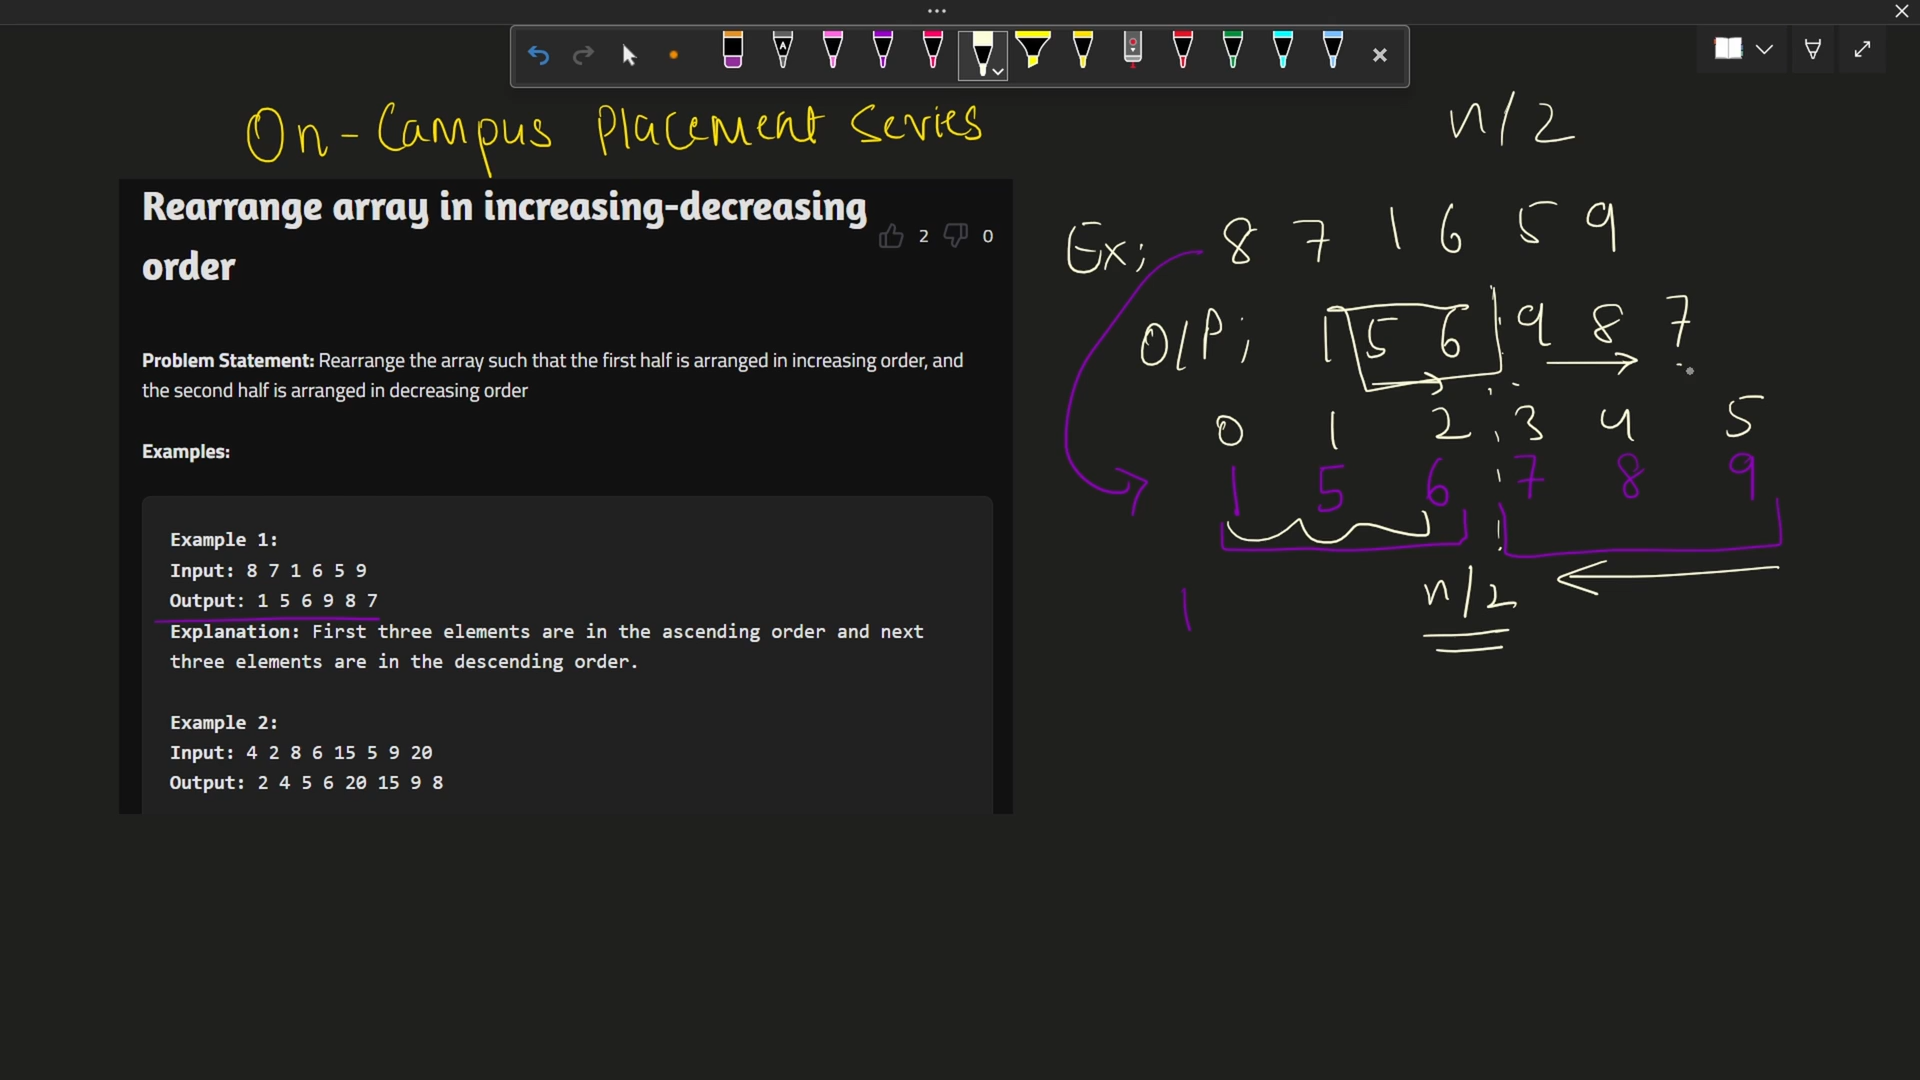 On-Campus Placement Series
n/2
Rearrange array in increasing-decreasing
order
2 0
Problem Statement: Rearrange the array such that the first half is arranged in increasing order, and
the second half is arranged in decreasing order
Examples:
Example 1:
Input: 8 7 1 6 5 9
Output: 1 5 6 9 8 7
Explanation: First three elements are in the ascending order and next
three elements are in the descending order.
Example 2:
Input: 4 2 8 6 15 5 9 20
Output: 2 4 5 6 20 15 9 8
Ex; 8 7 1 6 5 9
O/P; 1 5 6 9 8 7
0 1 2 3 4 5
1 5 6 7 8 9
n/2
1